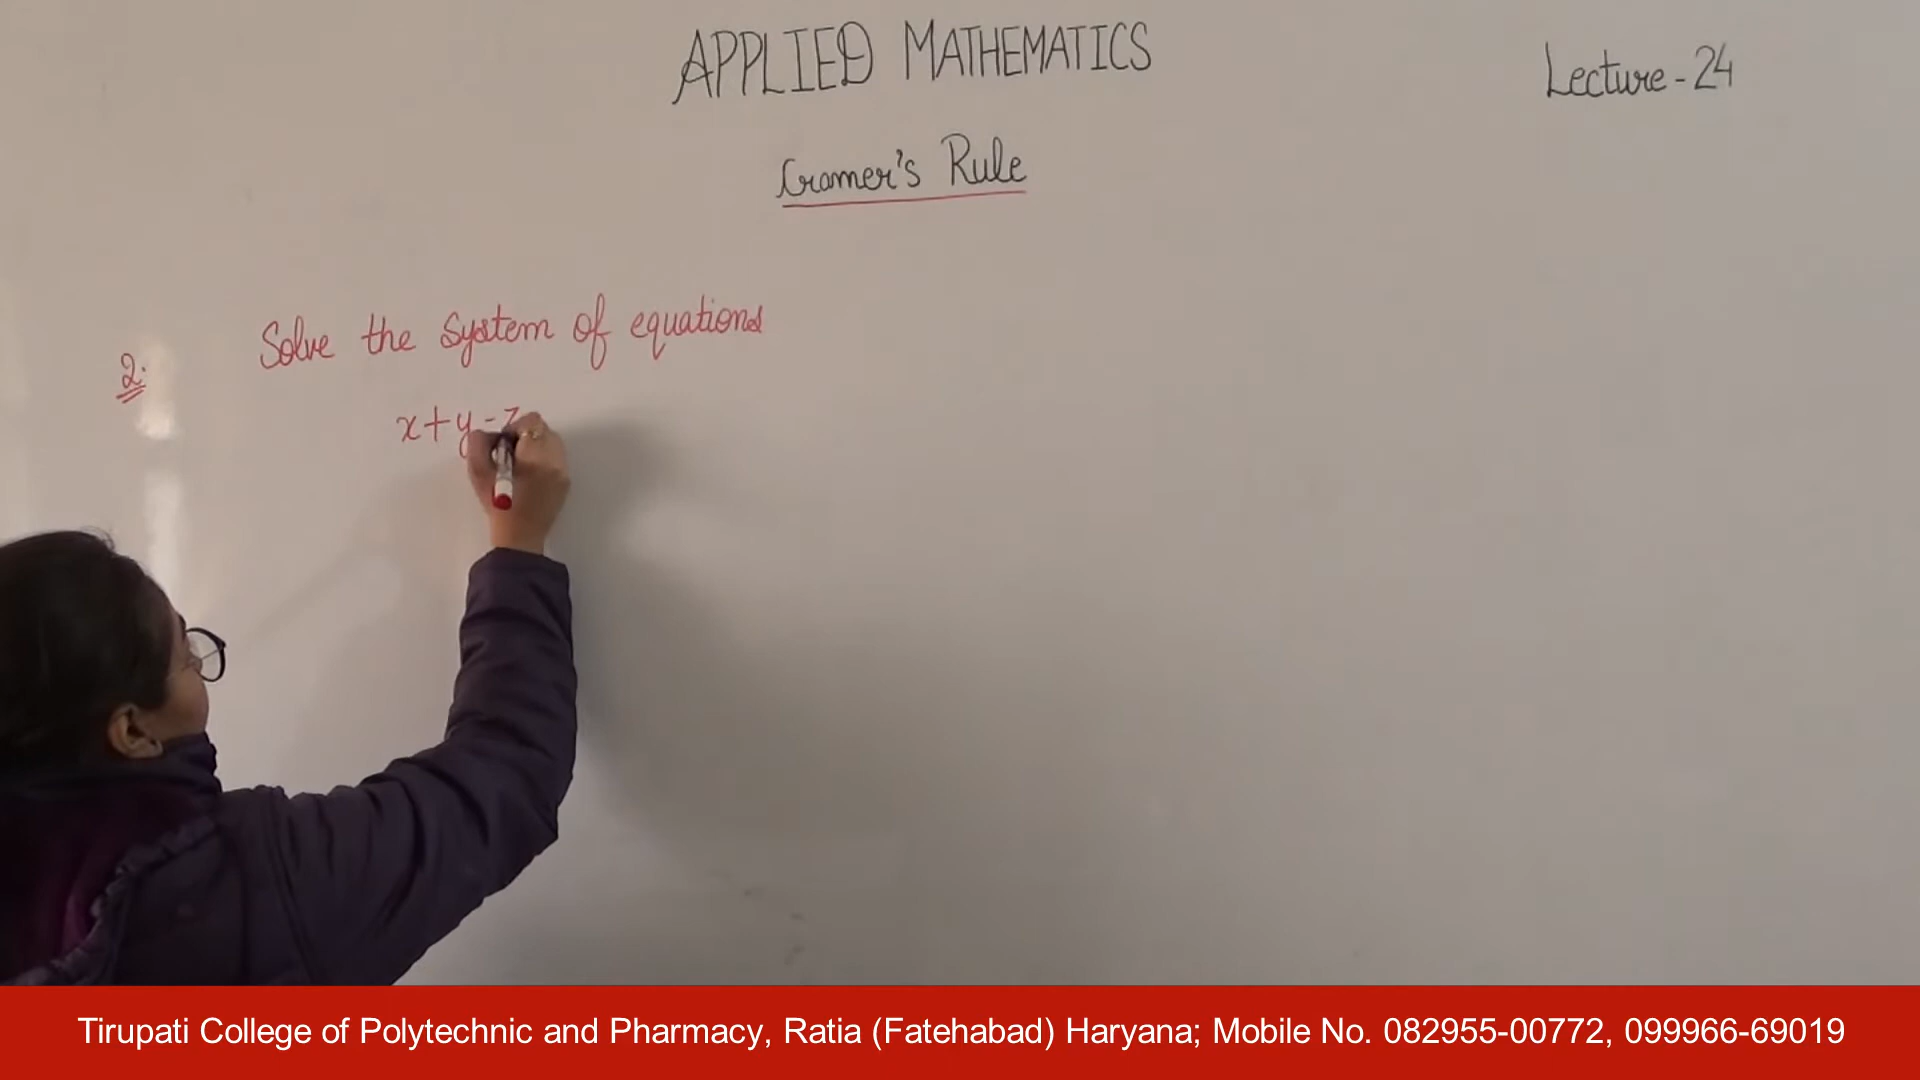 APPLIED MATHEMATICS
Lecture-24
Cramer's Rule
2. Solve the system of equations
x+y-z
Tirupati College of Polytechnic and Pharmacy, Ratia (Fatehabad) Haryana; Mobile No. 082955-00772, 099966-69019